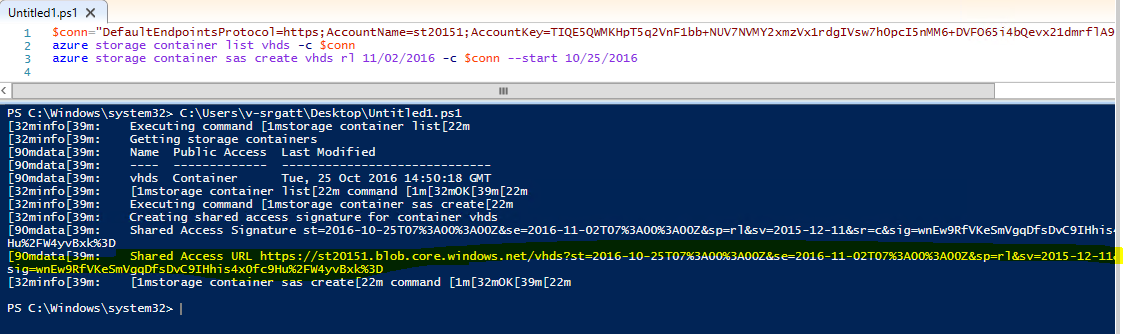 Untitled1.ps1 X
1 $conn="DefaultEndpointsProtocol=https;AccountName=st20151;AccountKey=TIQE5QWMKHpT5q2VnF1bb+NUV7NVMY2xmzVx1rdgIVsw7hOpcI5nMM6+DVFO65i4bQevx21dmrflA9
2 azure storage container list vhds -c $conn
3 azure storage container sas create vhds rl 11/02/2016 -c $conn --start 10/25/2016
4
PS C:\Windows\system32> C:\Users\v-srgatt\Desktop\Untitled1.ps1
[32minfo[39m: Executing command [1mstorage container list[22m
[32minfo[39m: Getting storage containers
[90mdata[39m: Name Public Access Last Modified
[90mdata[39m: ---- ------------- -----------------------------
[90mdata[39m: vhds Container Tue, 25 Oct 2016 14:50:18 GMT
[32minfo[39m: [1mstorage container list[22m command [1m[32mOK[39m[22m
[32minfo[39m: Executing command [1mstorage container sas create[22m
[32minfo[39m: Creating shared access signature for container vhds
[90mdata[39m: Shared Access Signature st=2016-10-25T07%3A00%3A00Z&se=2016-11-02T07%3A00%3A00Z&sp=rl&sv=2015-12-11&sr=c&sig=wnEw9RfVKeSmVgqDfsDvC9IHhis4
Hu%2FW4yvBxk%3D
[90mdata[39m: Shared Access URL https://st20151.blob.core.windows.net/vhds?st=2016-10-25T07%3A00%3A00Z&se=2016-11-02T07%3A00%3A00Z&sp=rl&sv=2015-12-11&
sig=wnEw9RfVKeSmVgqDfsDvC9IHhis4xOfc9Hu%2FW4yvBxk%3D
[32minfo[39m: [1mstorage container sas create[22m command [1m[32mOK[39m[22m
PS C:\Windows\system32>